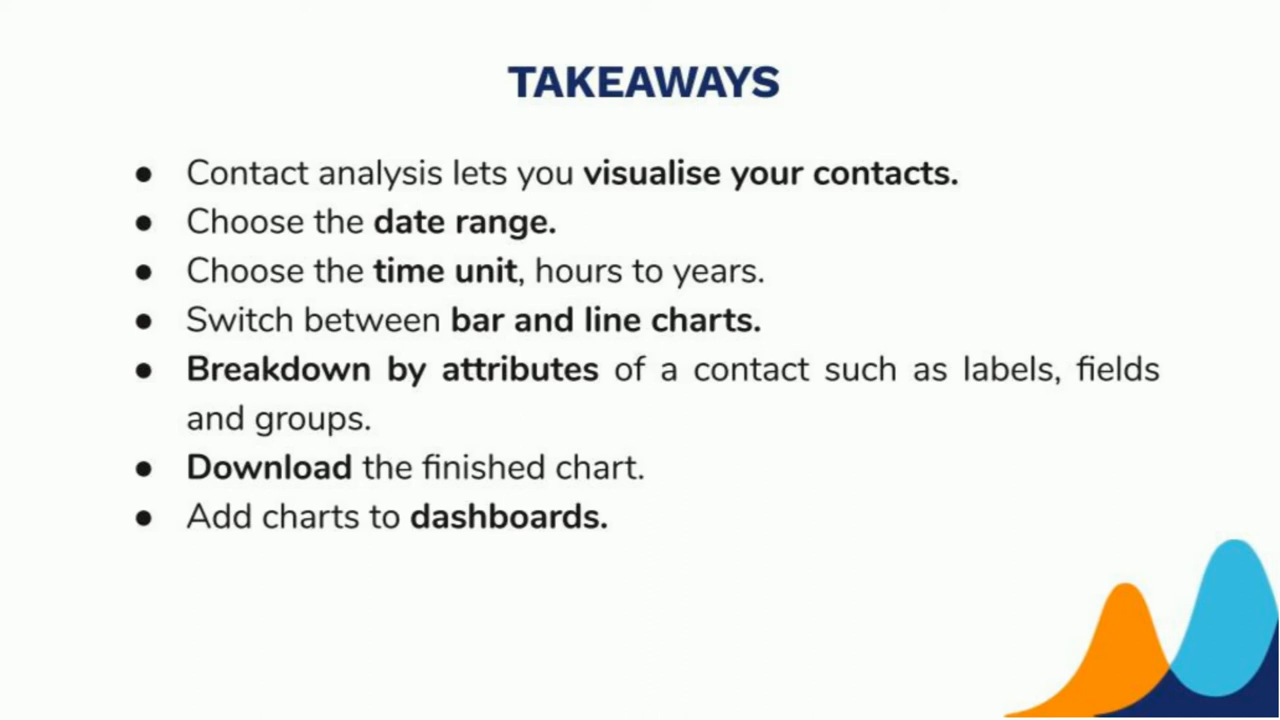 TAKEAWAYS
● Contact analysis lets you visualise your contacts.
● Choose the date range.
● Choose the time unit, hours to years.
● Switch between bar and line charts.
● Breakdown by attributes of a contact such as labels, fields
and groups.
● Download the finished chart.
● Add charts to dashboards.